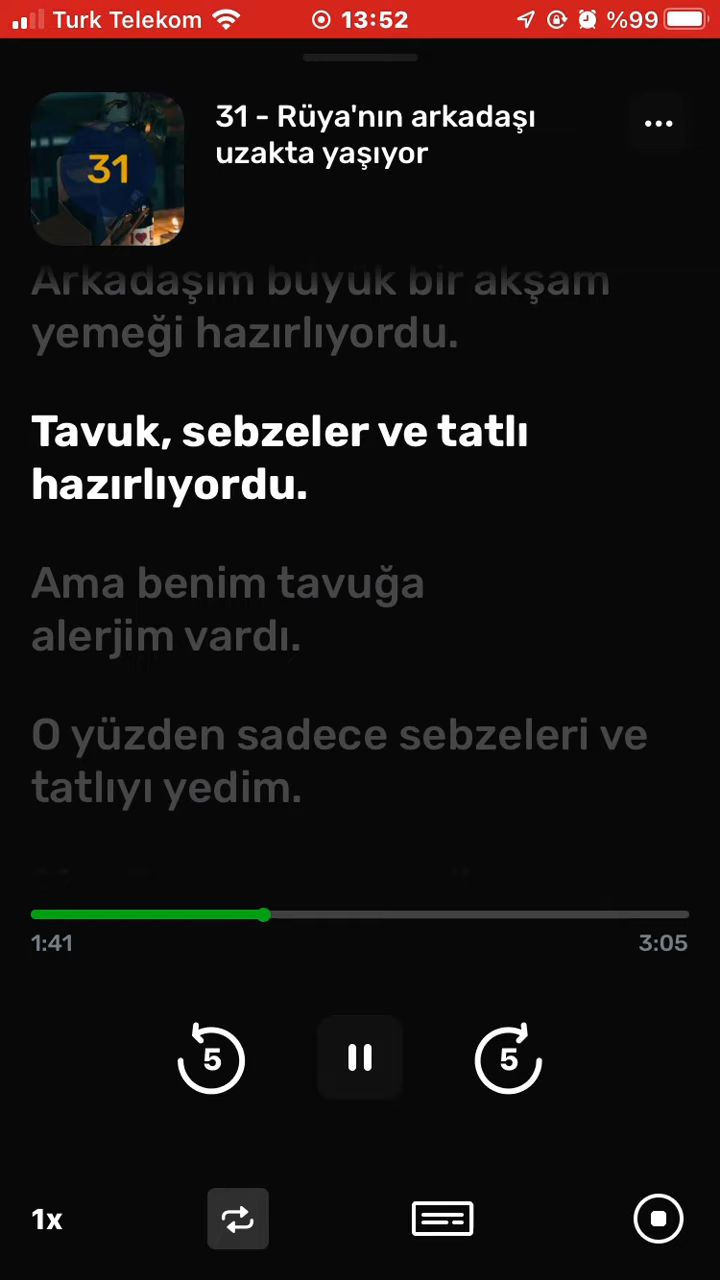 Turk Telekom 13:52 %99
31 - Rüya'nın arkadaşı
uzakta yaşıyor
31
Arkadaşım büyük bir akşam
yemeği hazırlıyordu.
Tavuk, sebzeler ve tatlı
hazırlıyordu.
Ama benim tavuğa
alerjim vardı.
O yüzden sadece sebzeleri ve
tatlıyı yedim.
1:41 3:05
5 5
1x